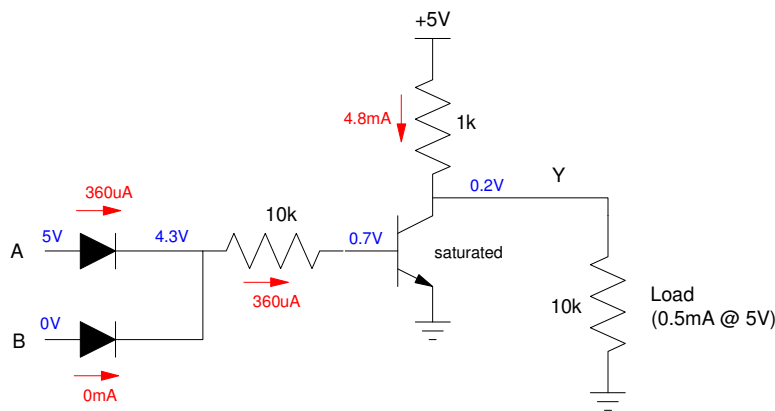 +5V
4.8mA
1k
0.2V
Y
360uA
10k
5V
4.3V
0.7V
A
saturated
360uA
Load
(0.5mA @ 5V)
10k
0V
B
0mA